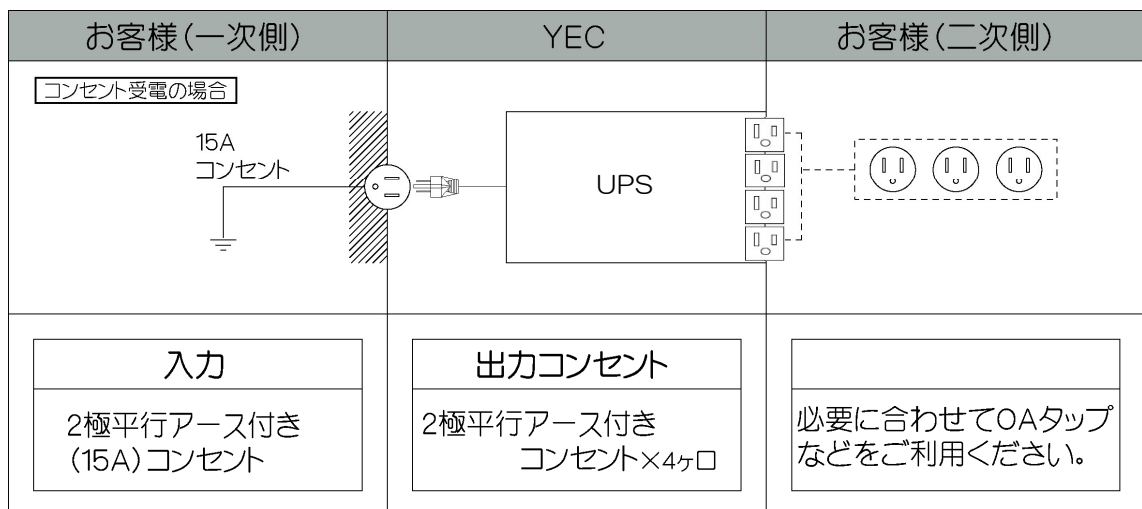 お客様(一次側)
YEC
お客様(二次側)
コンセント受電の場合
15A
コンセント
UPS
入力
2極平行アース付き
(15A)コンセント
出力コンセント
2極平行アース付き
コンセント×4ヶ口
必要に合わせてOAタップ
などをご利用ください。